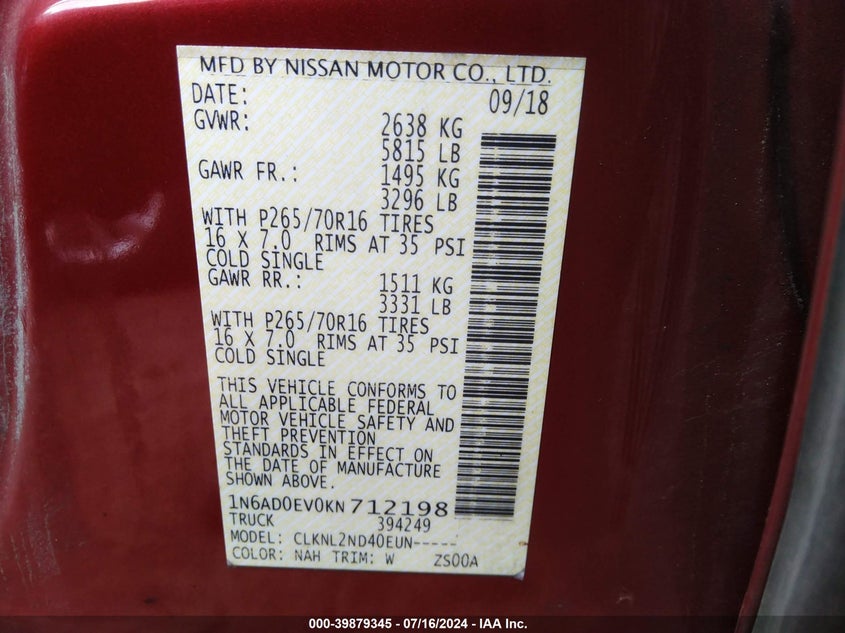 MFD BY NISSAN MOTOR CO., LTD.
DATE: 09/18
GVWR: 2638 KG
5815 LB
GAWR FR.: 1495 KG
3296 LB
WITH P265/70R16 TIRES
16 X 7.0 RIMS AT 35 PSI
COLD SINGLE
GAWR RR.: 1511 KG
3331 LB
WITH P265/70R16 TIRES
16 X 7.0 RIMS AT 35 PSI
COLD SINGLE
THIS VEHICLE CONFORMS TO
ALL APPLICABLE FEDERAL
MOTOR VEHICLE SAFETY AND
THEFT PREVENTION
STANDARDS IN EFFECT ON
THE DATE OF MANUFACTURE
SHOWN ABOVE.
1N6AD0EV0KN712198
TRUCK 394249
MODEL: CLKNL2ND40EUN-----
COLOR: NAH TRIM: W ZS00A
000-39879345 - 07/16/2024 - IAA Inc.